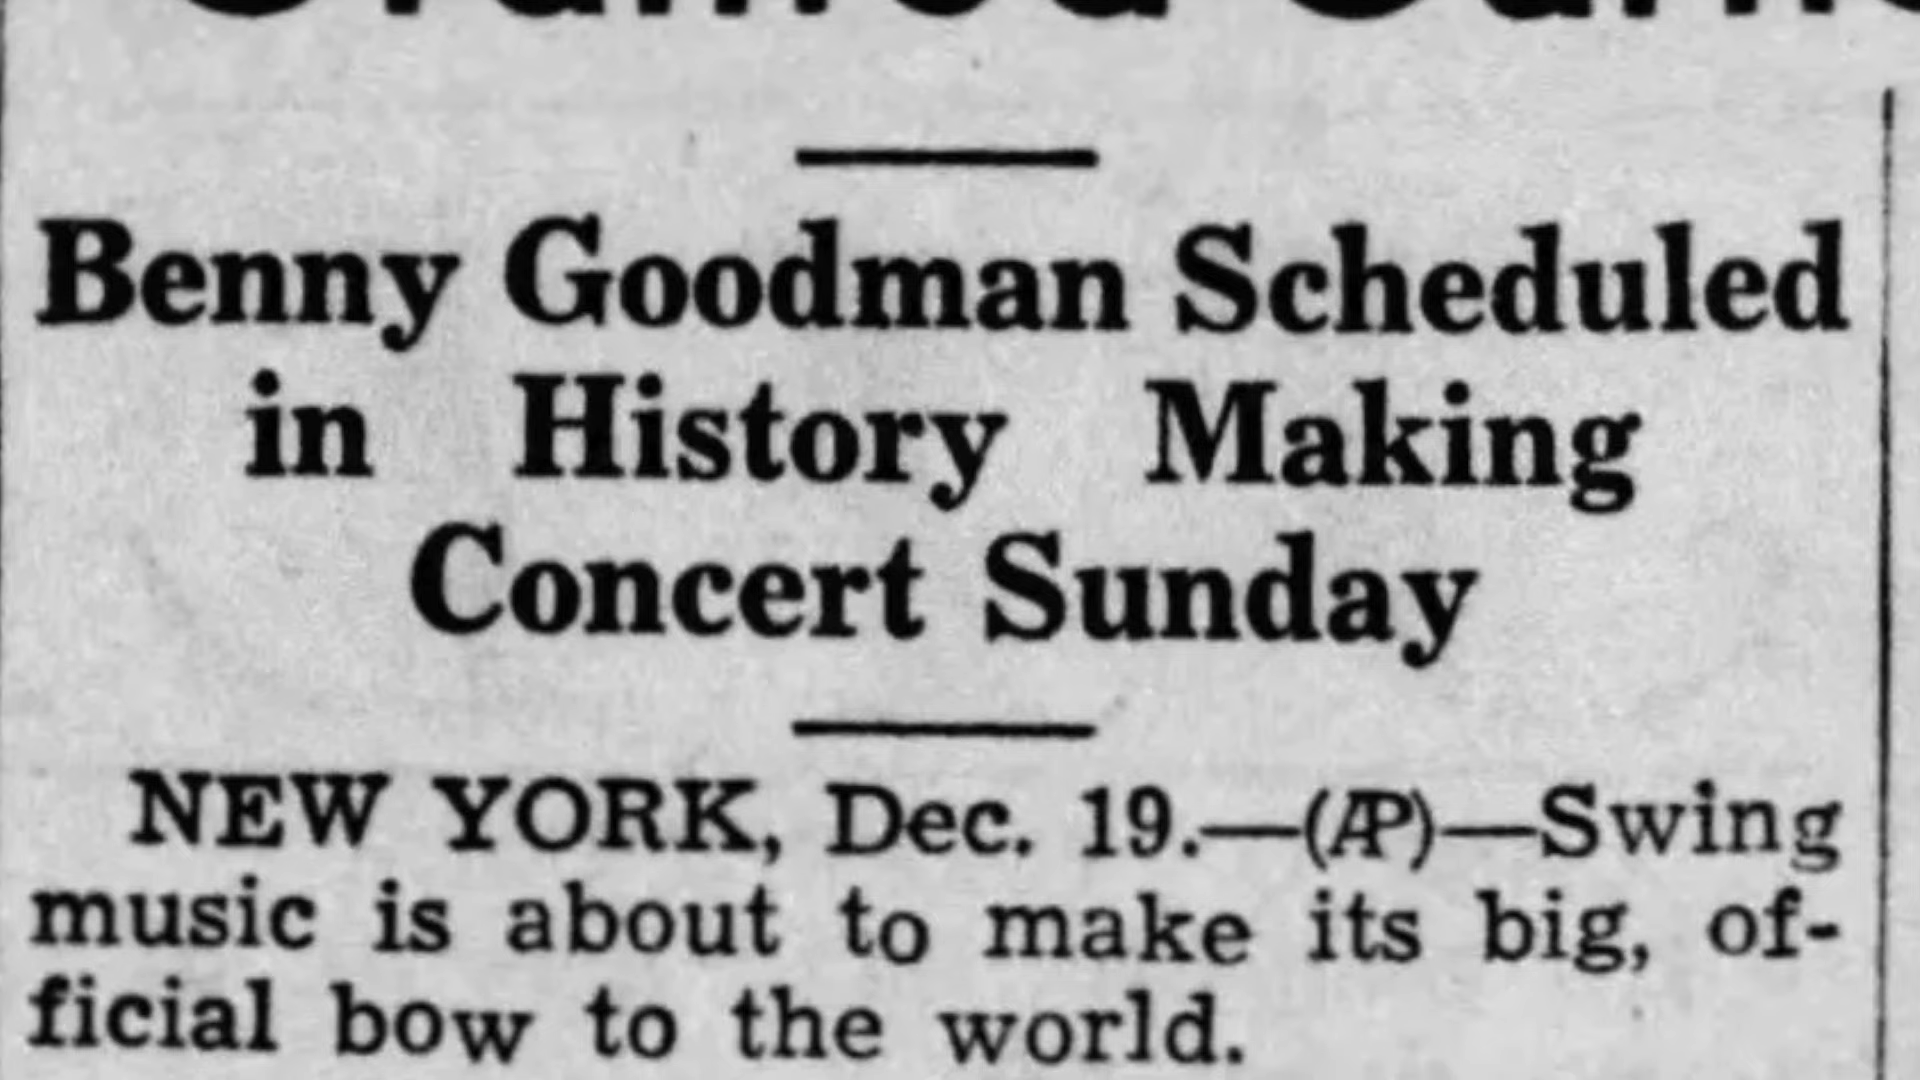 Benny Goodman Scheduled
in History Making
Concert Sunday
NEW YORK, Dec. 19.—(AP)—Swing
music is about to make its big, of-
ficial bow to the world.